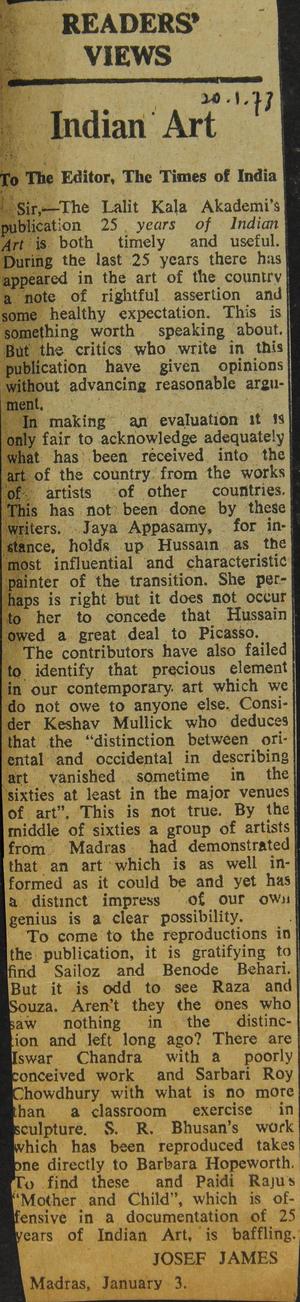 READERS'
VIEWS
20.1.73
Indian Art
To The Editor, The Times of India
Sir,—The Lalit Kala Akademi's
publication 25 years of Indian
Art is both timely and useful.
During the last 25 years there has
appeared in the art of the country
a note of rightful assertion and
some healthy expectation. This is
something worth speaking about.
But the critics who write in this
publication have given opinions
without advancing reasonable argu-
ment.
In making an evaluation it is
only fair to acknowledge adequately
what has been received into the
art of the country from the works
of artists of other countries.
This has not been done by these
writers. Jaya Appasamy, for in-
stance, holds up Hussain as the
most influential and characteristic
painter of the transition. She per-
haps is right but it does not occur
to her to concede that Hussain
owed a great deal to Picasso.
The contributors have also failed
to identify that precious element
in our contemporary art which we
do not owe to anyone else. Consi-
der Keshav Mullick who deduces
that the "distinction between ori-
ental and occidental in describing
art vanished sometime in the
sixties at least in the major venues
of art". This is not true. By the
middle of sixties a group of artists
from Madras had demonstrated
that an art which is as well in-
formed as it could be and yet has
a distinct impress of our own
genius is a clear possibility.
To come to the reproductions in
the publication, it is gratifying to
find Sailoz and Benode Behari.
But it is odd to see Raza and
Souza. Aren't they the ones who
saw nothing in the distinc-
tion and left long ago? There are
Iswar Chandra with a poorly
conceived work and Sarbari Roy
Chowdhury with what is no more
than a classroom exercise in
sculpture. S. R. Bhusan's work
which has been reproduced takes
one directly to Barbara Hopeworth.
To find these and Paidi Raju's
"Mother and Child", which is of-
fensive in a documentation of 25
years of Indian Art, is baffling.
JOSEF JAMES
Madras, January 3.